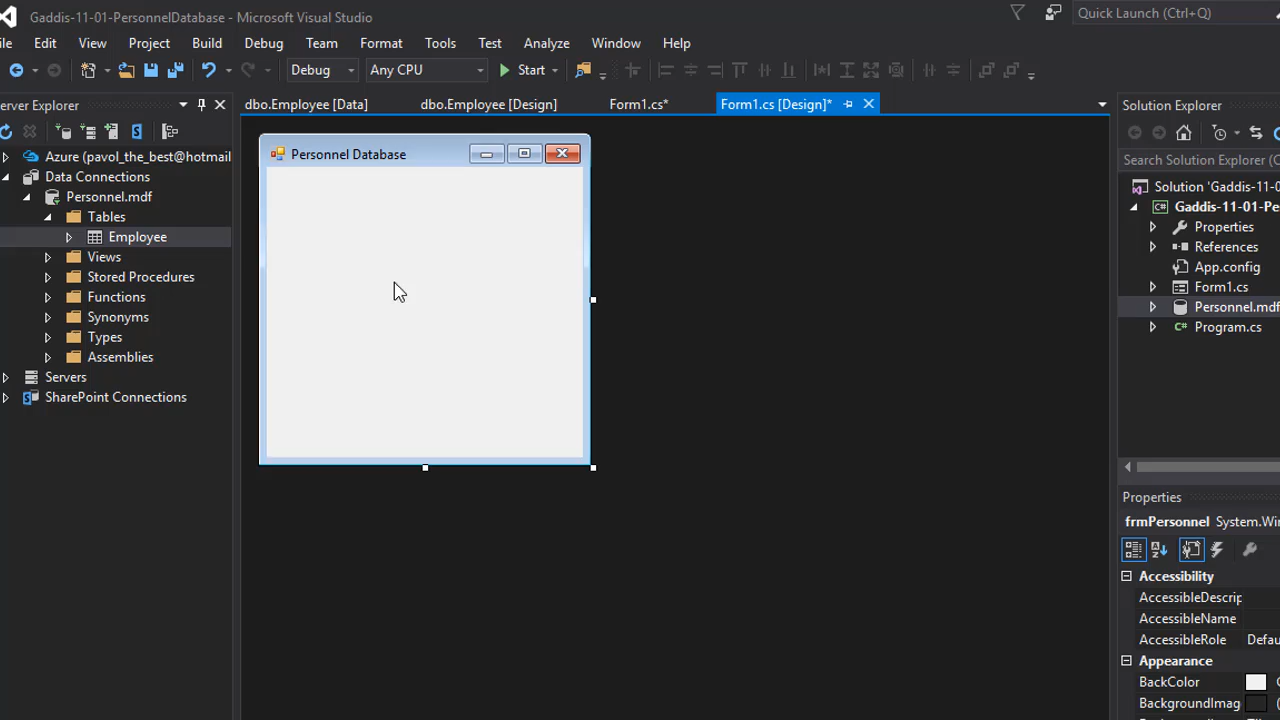 Gaddis-11-01-PersonnelDatabase - Microsoft Visual Studio
Quick Launch (Ctrl+Q)
ile Edit View Project Build Debug Team Format Tools Test Analyze Window Help
Debug Any CPU Start
erver Explorer
dbo.Employee [Data] dbo.Employee [Design] Form1.cs* Form1.cs [Design]*
Solution Explorer
Azure (pavol_the_best@hotmail
Data Connections
Personnel.mdf
Tables
Employee
Views
Stored Procedures
Functions
Synonyms
Types
Assemblies
Servers
SharePoint Connections
Personnel Database
Search Solution Explorer (C
Solution 'Gaddis-11-0
Gaddis-11-01-Pe
Properties
References
App.config
Form1.cs
Personnel.mdf
Program.cs
Properties
frmPersonnel System.Wi
Accessibility
AccessibleDescrip
AccessibleName
AccessibleRole Defau
Appearance
BackColor
BackgroundImag